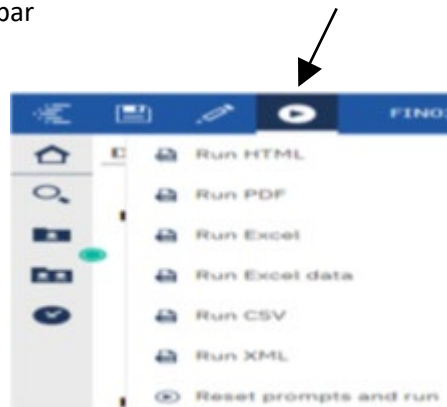 bar
FINO
Run HTML
Run PDF
Run Excel
Run Excel data
Run CSV
Run XML
Reset prompts and run